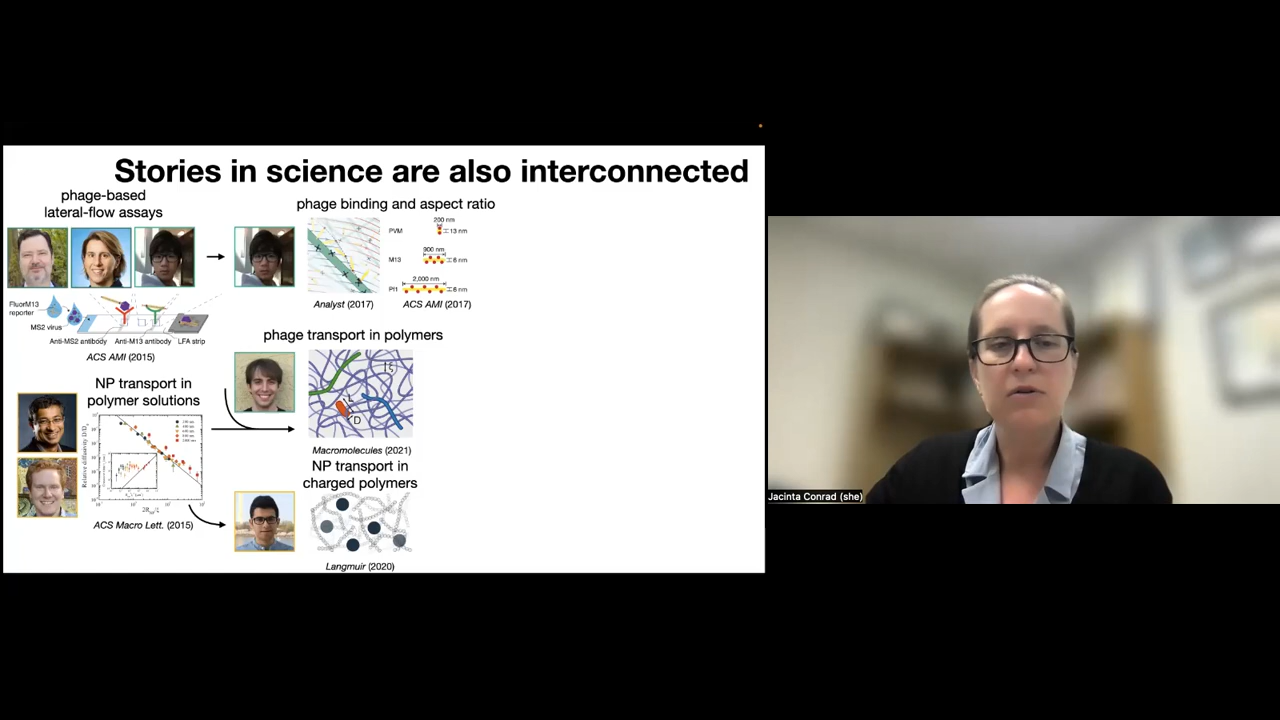 Stories in science are also interconnected
phage-based
lateral-flow assays
FluorM13
reporter
MS2 virus
Anti-MS2 antibody
Anti-M13 antibody
LFA strip
ACS AMI (2015)
phage binding and aspect ratio
200 nm
PVM
13 nm
900 nm
M13
6 nm
2,000 nm
PI1
6 nm
Analyst (2017)
ACS AMI (2017)
phage transport in polymers
ξ
L
D
Macromolecules (2021)
NP transport in
polymer solutions
Relative diffusivity D/D₀
ACS Macro Lett. (2015)
NP transport in
charged polymers
Langmuir (2020)
Jacinta Conrad (she)